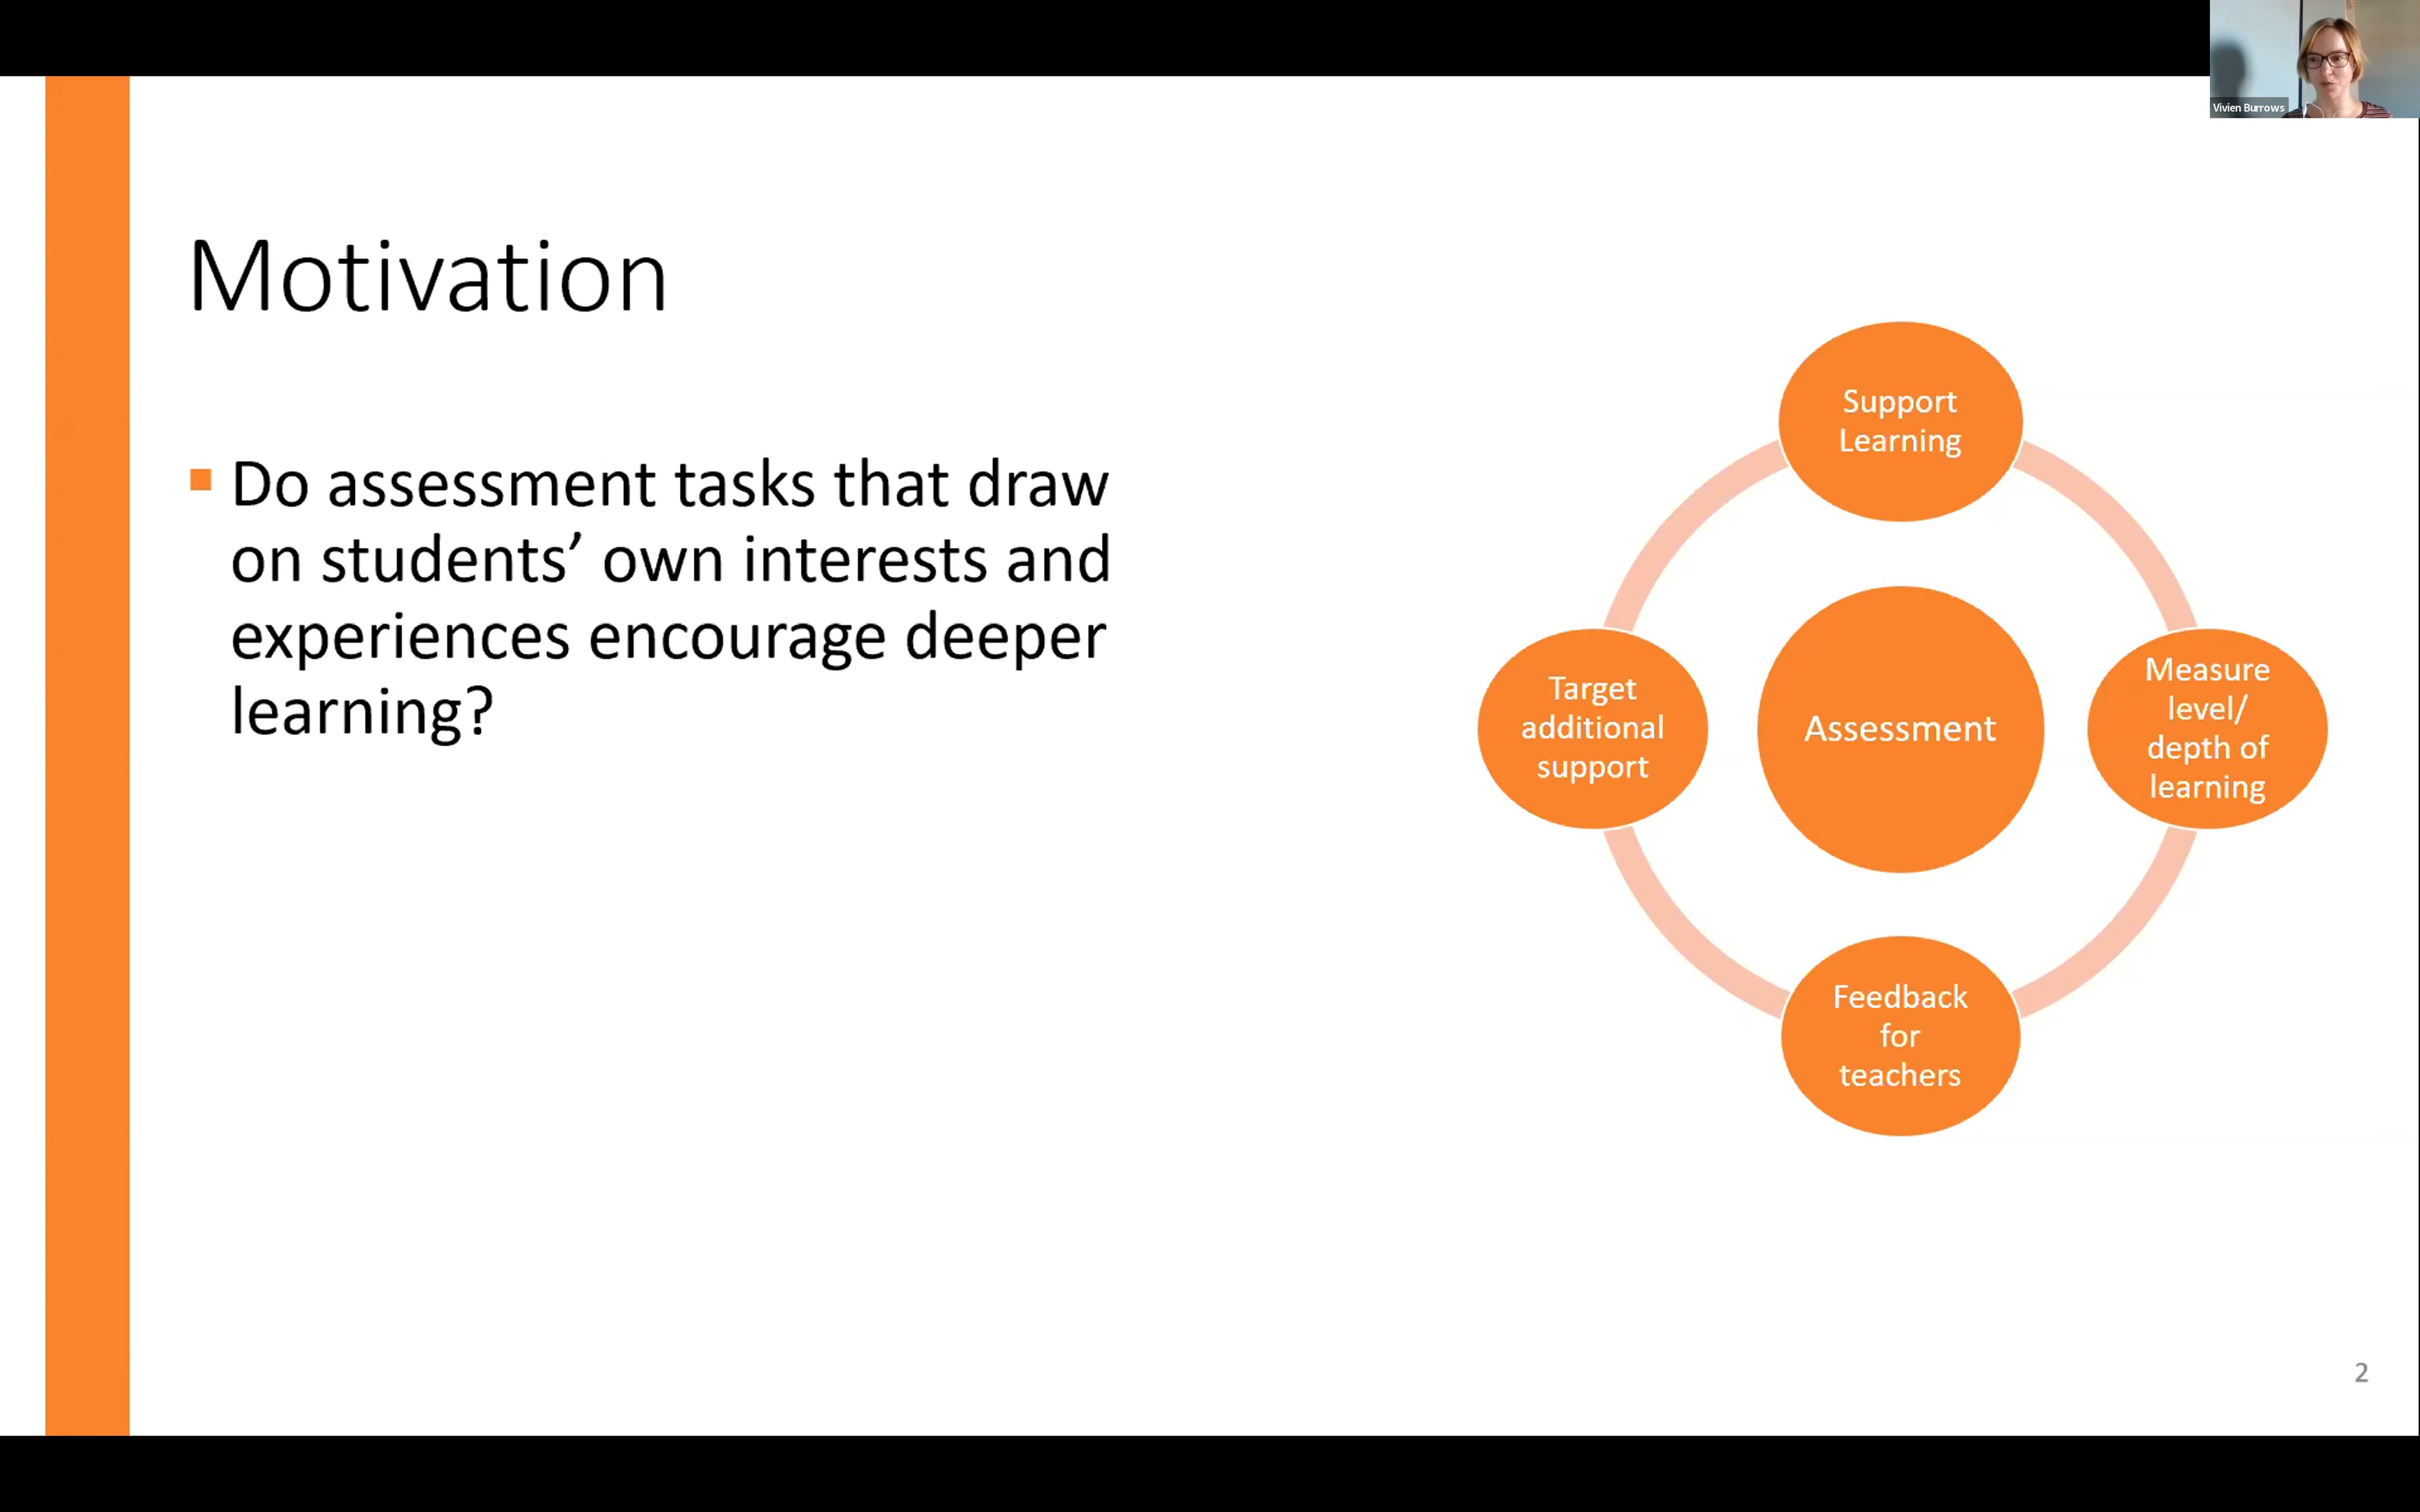 Vivien Burrows
Motivation
Do assessment tasks that draw
on students’ own interests and
experiences encourage deeper
learning?
Support
Learning
Measure
level/
depth of
learning
Feedback
for
teachers
Target
additional
support
Assessment
2